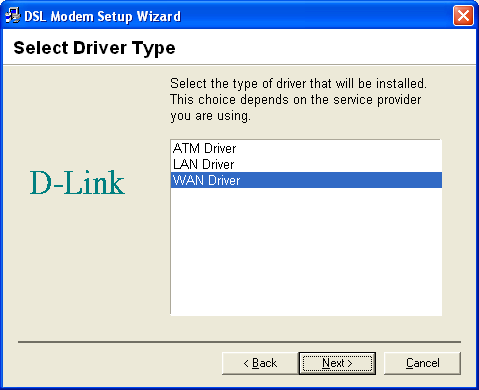 DSL Modem Setup Wizard
Select Driver Type
Select the type of driver that will be installed.
This choice depends on the service provider
you are using.
ATM Driver
LAN Driver
WAN Driver
D-Link
< Back
Next >
Cancel